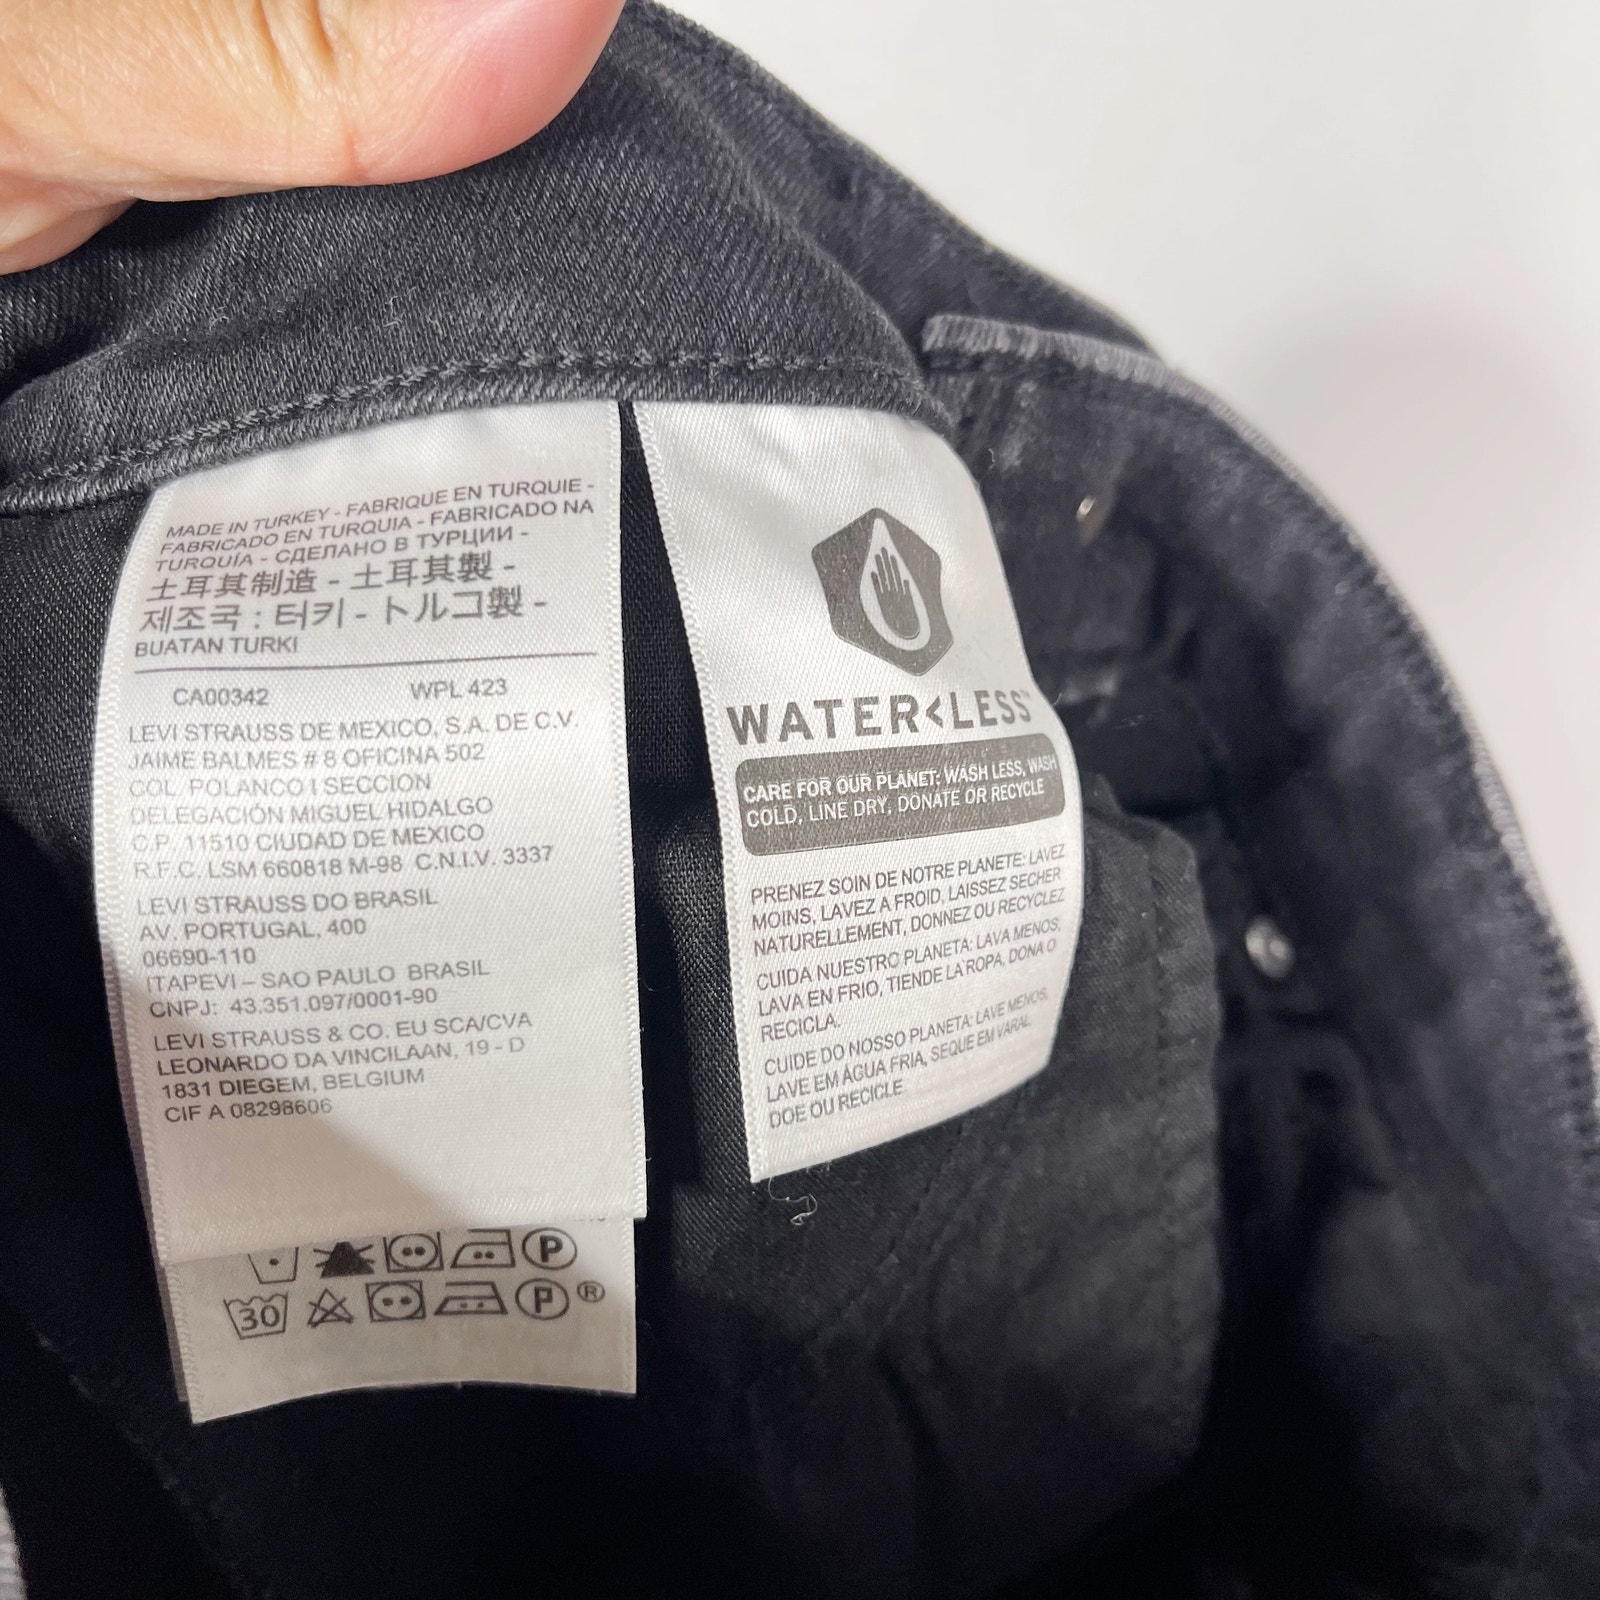 MADE IN TURKEY - FABRIQUE EN TURQUIE -
FABRICADO EN TURQUIA - FABRICADO NA
TURQUÍA - СДЕЛАНО В ТУРЦИИ -
土耳其制造 - 土耳其製 -
제조국 : 터키 - トルコ製 -
BUATAN TURKI
CA00342 WPL 423
LEVI STRAUSS DE MEXICO, S.A. DE C.V.
JAIME BALMES # 8 OFICINA 502
COL. POLANCO I SECCION
DELEGACIÓN MIGUEL HIDALGO
C.P. 11510 CIUDAD DE MEXICO
R.F.C. LSM 660818 M-98 C.N.I.V. 3337
LEVI STRAUSS DO BRASIL
AV. PORTUGAL, 400
06690-110
ITAPEVI – SAO PAULO BRASIL
CNPJ: 43.351.097/0001-90
LEVI STRAUSS & CO. EU SCA/CVA
LEONARDO DA VINCILAAN, 19 - D
1831 DIEGEM, BELGIUM
CIF A 08298606
P
30 P ®
WATER<LESS™
CARE FOR OUR PLANET: WASH LESS, WASH
COLD, LINE DRY, DONATE OR RECYCLE
PRENEZ SOIN DE NOTRE PLANETE: LAVEZ
MOINS, LAVEZ A FROID, LAISSEZ SECHER
NATURELLEMENT, DONNEZ OU RECYCLEZ
CUIDA NUESTRO PLANETA: LAVA MENOS,
LAVA EN FRIO, TIENDE LA ROPA, DONA O
RECICLA.
CUIDE DO NOSSO PLANETA: LAVE MENOS,
LAVE EM ÁGUA FRIA, SEQUE EM VARAL
DOE OU RECICLE